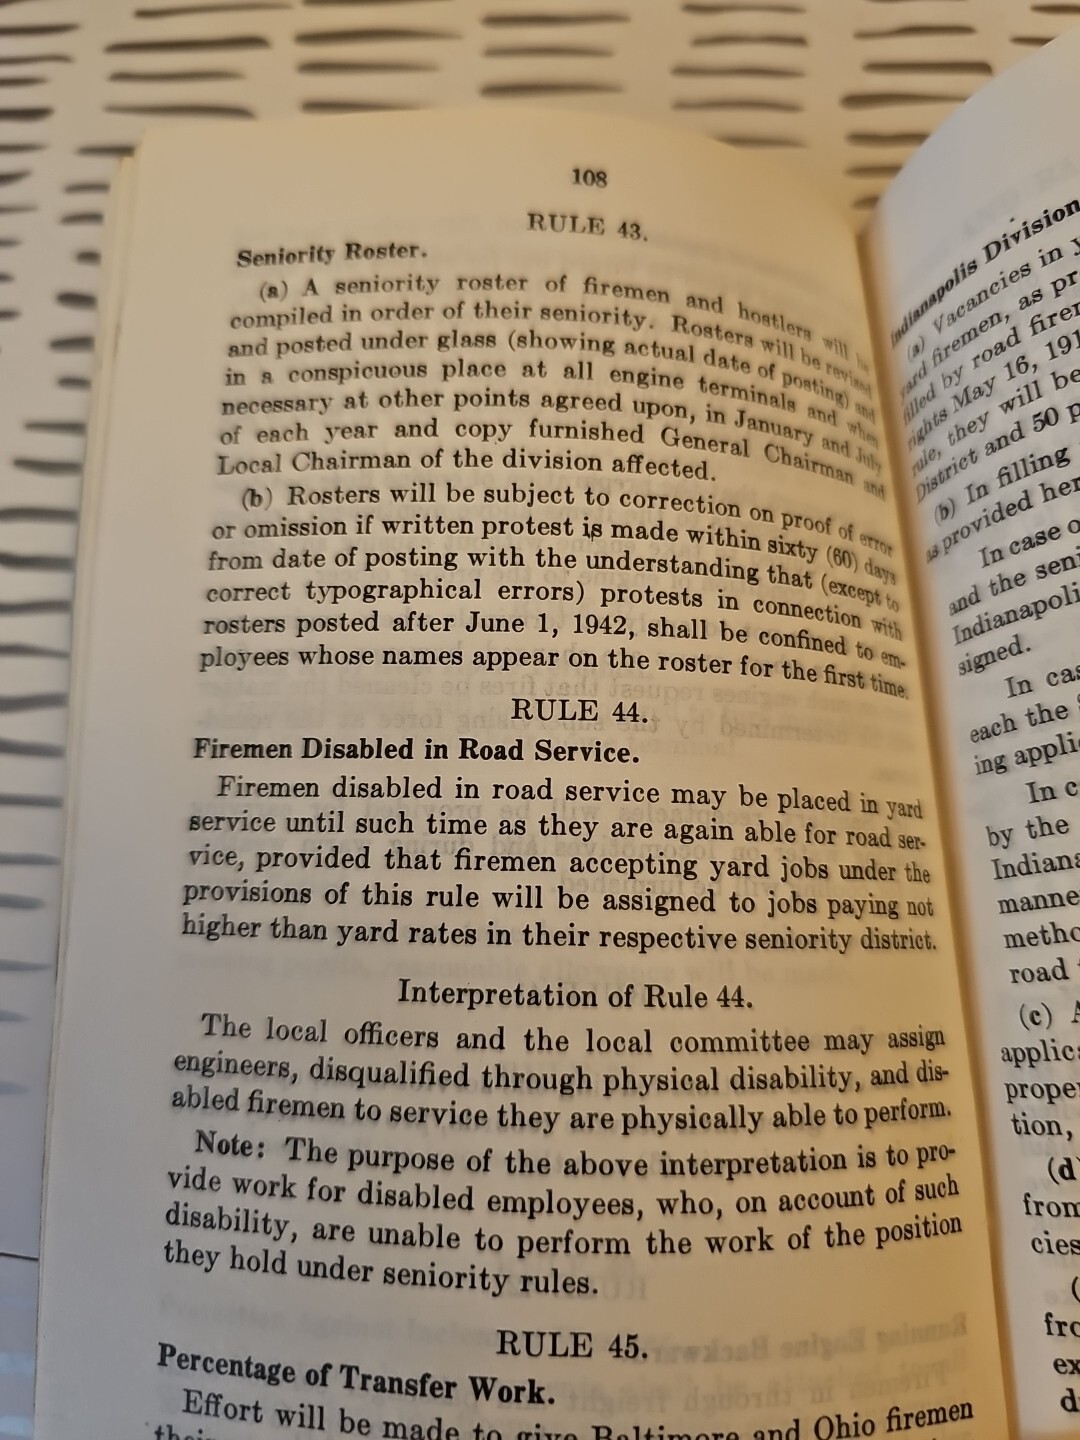 108
RULE 43.
Seniority Roster.
(a) A seniority roster of firemen and hostlers will be
compiled in order of their seniority. Rosters will be revised
and posted under glass (showing actual date of posting) and
in a conspicuous place at all engine terminals and when
necessary at other points agreed upon, in January and July
of each year and copy furnished General Chairman and
Local Chairman of the division affected.
(b) Rosters will be subject to correction on proof of error
or omission if written protest is made within sixty (60) days
from date of posting with the understanding that (except to
correct typographical errors) protests in connection with
rosters posted after June 1, 1942, shall be confined to em-
ployees whose names appear on the roster for the first time.
RULE 44.
Firemen Disabled in Road Service.
Firemen disabled in road service may be placed in yard
service until such time as they are again able for road ser-
vice, provided that firemen accepting yard jobs under the
provisions of this rule will be assigned to jobs paying not
higher than yard rates in their respective seniority district.
Interpretation of Rule 44.
The local officers and the local committee may assign
engineers, disqualified through physical disability, and dis-
abled firemen to service they are physically able to perform.
Note: The purpose of the above interpretation is to pro-
vide work for disabled employees, who, on account of such
disability, are unable to perform the work of the position
they hold under seniority rules.
RULE 45.
Percentage of Transfer Work.
Effort will be made to give Baltimore and Ohio firemen
Indianapolis Division
(a) Vacancies in
yard firemen, as
filled by road
rights May 16,
rule, they will be
District and 50
(b) In filling
as provided
In case
and the
signed.
In
each the
ing
In
by the
road
(c)
(d)
from